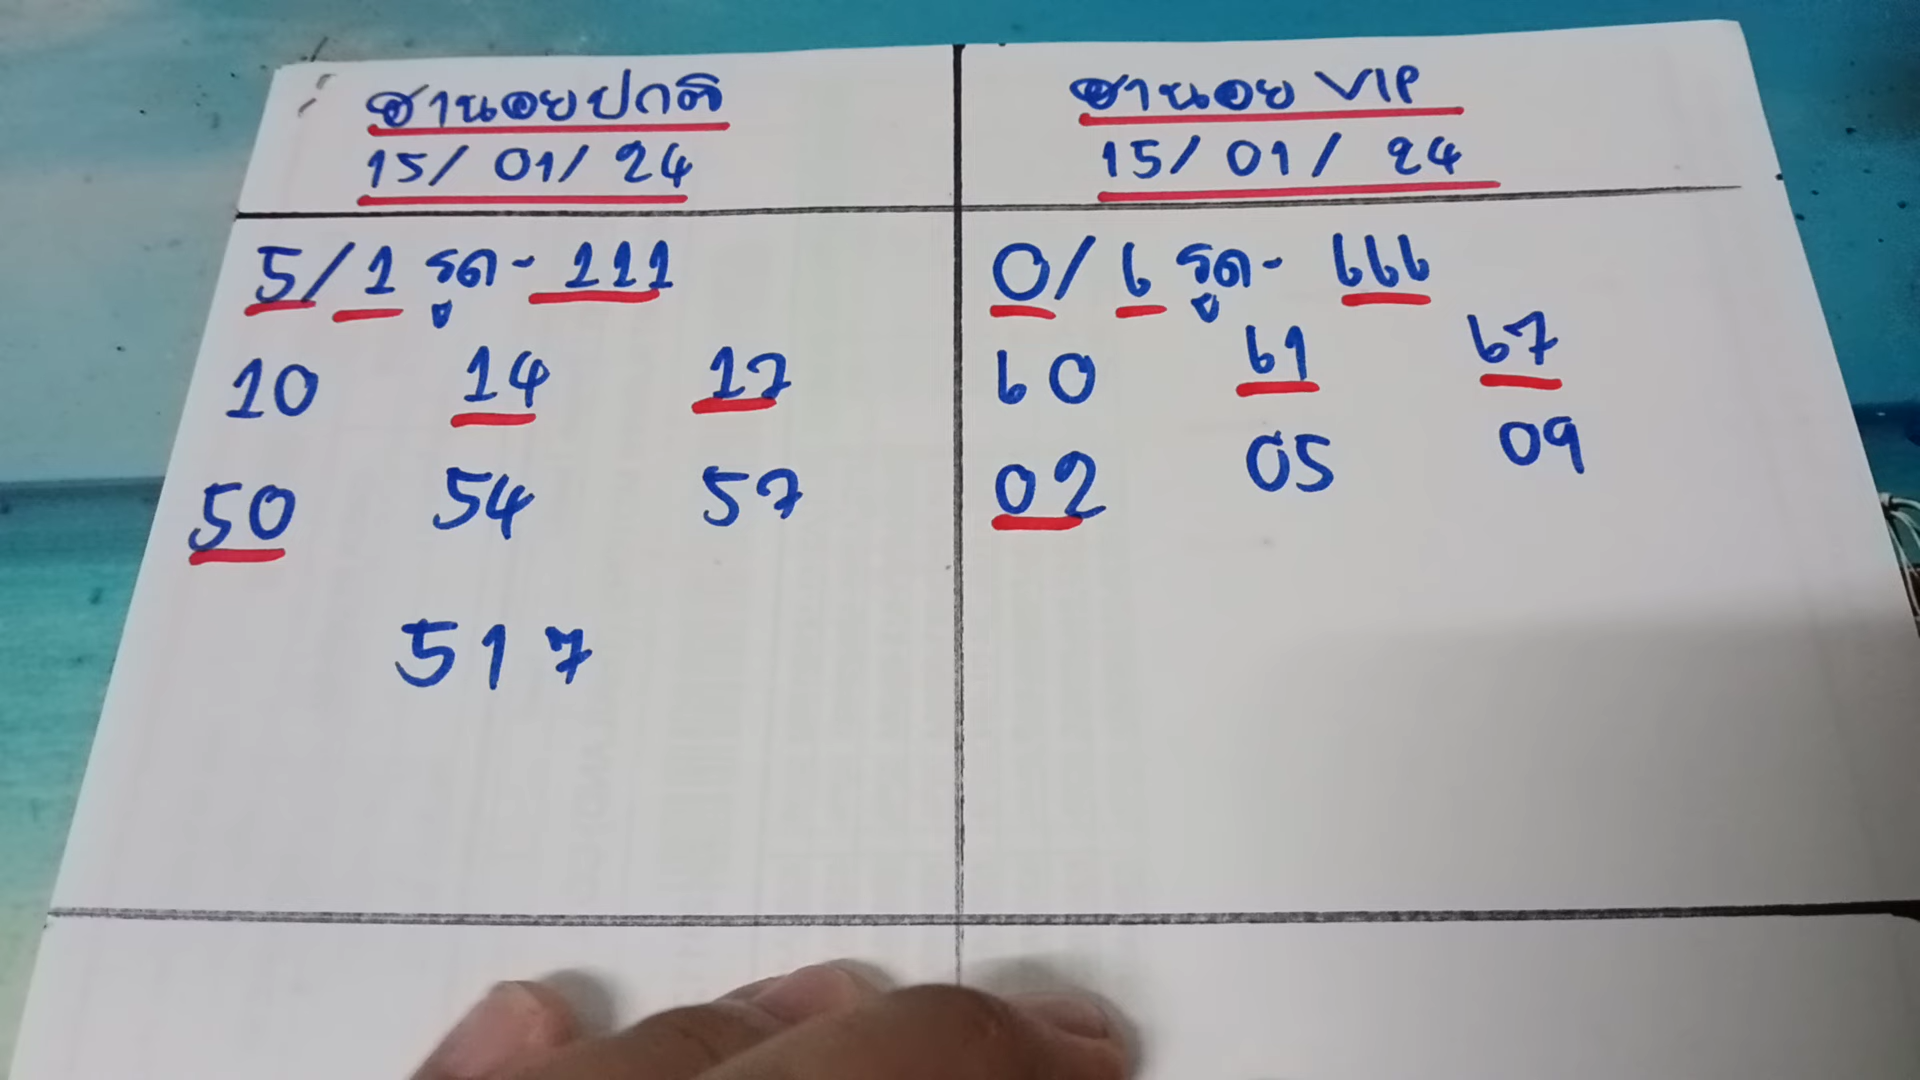 ฮานอยปกติ
15/01/24
5/1 รูด - 111
10 14 17
50 54 57
517
ฮานอย VIP
15/01/24
0/6 รูด - 666
60 61 67
02 05 09